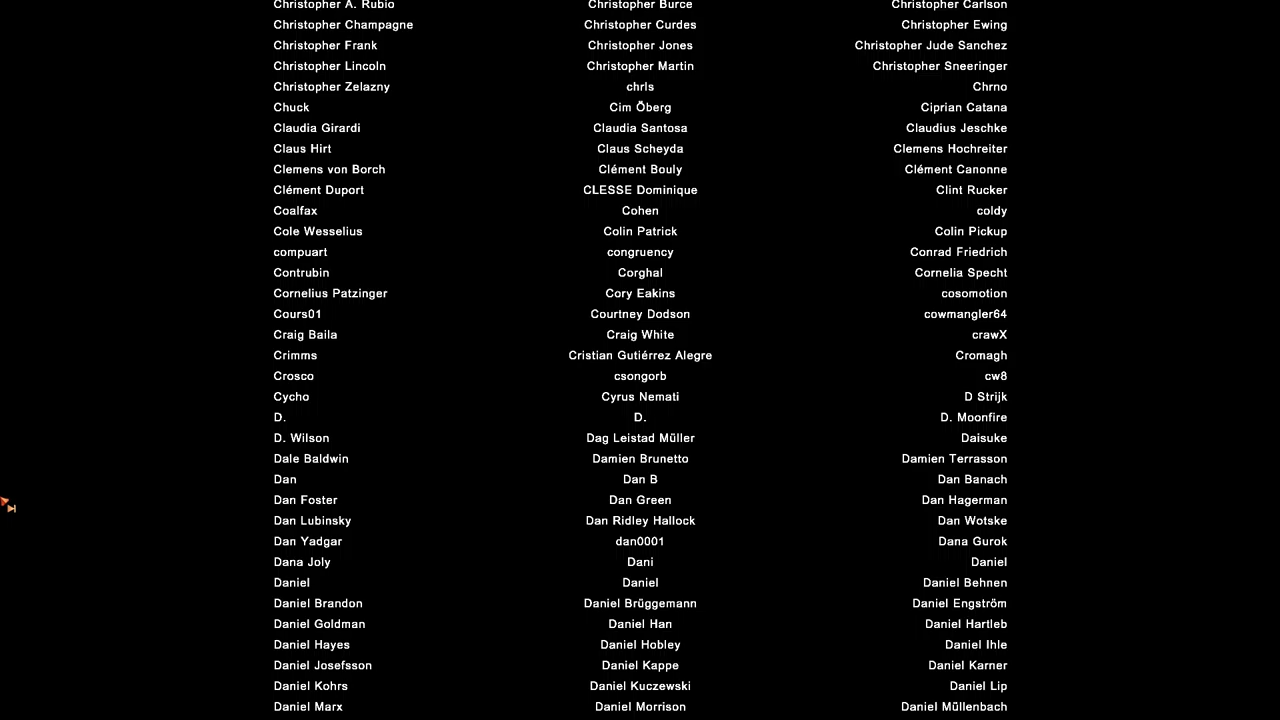 Christopher A. Rubio Christopher Burce Christopher Carlson
Christopher Champagne Christopher Curdes Christopher Ewing
Christopher Frank Christopher Jones Christopher Jude Sanchez
Christopher Lincoln Christopher Martin Christopher Sneeringer
Christopher Zelazny chrls Chrno
Chuck Cim Öberg Ciprian Catana
Claudia Girardi Claudia Santosa Claudius Jeschke
Claus Hirt Claus Scheyda Clemens Hochreiter
Clemens von Borch Clément Bouly Clément Canonne
Clément Duport CLESSE Dominique Clint Rucker
Coalfax Cohen coldy
Cole Wesselius Colin Patrick Colin Pickup
compuart congruency Conrad Friedrich
Contrubin Corghal Cornelia Specht
Cornelius Patzinger Cory Eakins cosomotion
Cours01 Courtney Dodson cowmangler64
Craig Baila Craig White crawX
Crimms Cristian Gutiérrez Alegre Cromagh
Crosco csongorb cw8
Cycho Cyrus Nemati D Strijk
D. D. D. Moonfire
D. Wilson Dag Leistad Müller Daisuke
Dale Baldwin Damien Brunetto Damien Terrasson
Dan Dan B Dan Banach
Dan Foster Dan Green Dan Hagerman
Dan Lubinsky Dan Ridley Hallock Dan Wotske
Dan Yadgar dan0001 Dana Gurok
Dana Joly Dani Daniel
Daniel Daniel Daniel Behnen
Daniel Brandon Daniel Brüggemann Daniel Engström
Daniel Goldman Daniel Han Daniel Hartleb
Daniel Hayes Daniel Hobley Daniel Ihle
Daniel Josefsson Daniel Kappe Daniel Karner
Daniel Kohrs Daniel Kuczewski Daniel Lip
Daniel Marx Daniel Morrison Daniel Müllenbach